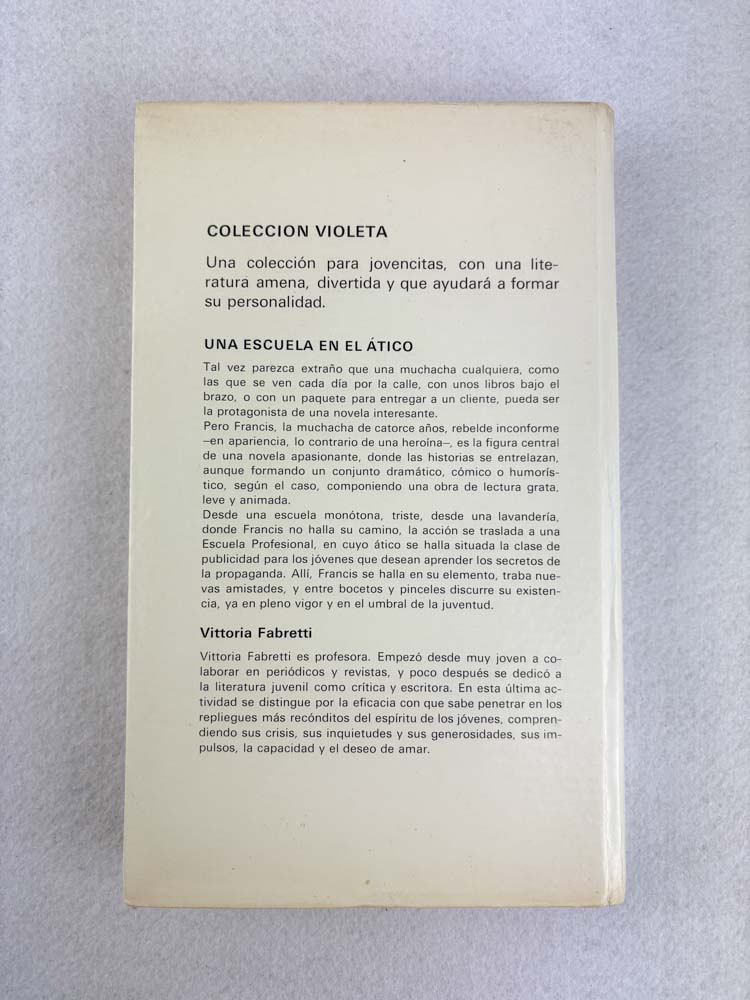 COLECCION VIOLETA
Una colección para jovencitas, con una lite-
ratura amena, divertida y que ayudará a formar
su personalidad.
UNA ESCUELA EN EL ÁTICO
Tal vez parezca extraño que una muchacha cualquiera, como
las que se ven cada día por la calle, con unos libros bajo el
brazo, o con un paquete para entregar a un cliente, pueda ser
la protagonista de una novela interesante.
Pero Francis, la muchacha de catorce años, rebelde inconforme
–en apariencia, lo contrario de una heroína–, es la figura central
de una novela apasionante, donde las historias se entrelazan,
aunque formando un conjunto dramático, cómico o humorís-
tico, según el caso, componiendo una obra de lectura grata,
leve y animada.
Desde una escuela monótona, triste, desde una lavandería,
donde Francis no halla su camino, la acción se traslada a una
Escuela Profesional, en cuyo ático se halla situada la clase de
publicidad para los jóvenes que desean aprender los secretos de
la propaganda. Allí, Francis se halla en su elemento, traba nue-
vas amistades, y entre bocetos y pinceles discurre su existen-
cia, ya en pleno vigor y en el umbral de la juventud.
Vittoria Fabretti
Vittoria Fabretti es profesora. Empezó desde muy joven a co-
laborar en periódicos y revistas, y poco después se dedicó a
la literatura juvenil como crítica y escritora. En esta última ac-
tividad se distingue por la eficacia con que sabe penetrar en los
repliegues más recónditos del espíritu de los jóvenes, compren-
diendo sus crisis, sus inquietudes y sus generosidades, sus im-
pulsos, la capacidad y el deseo de amar.